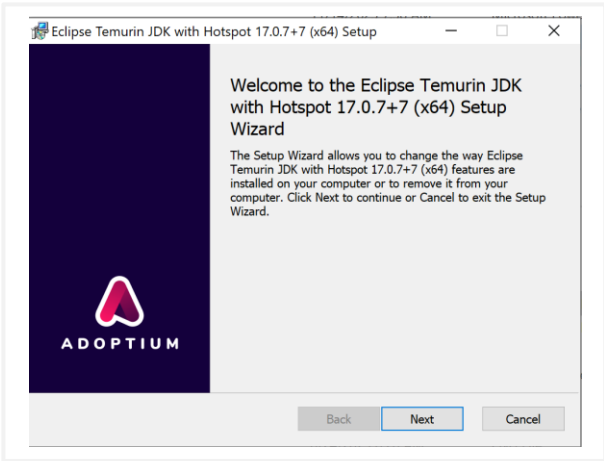 Eclipse Temurin JDK with Hotspot 17.0.7+7 (x64) Setup
Welcome to the Eclipse Temurin JDK
with Hotspot 17.0.7+7 (x64) Setup
Wizard
The Setup Wizard allows you to change the way Eclipse
Temurin JDK with Hotspot 17.0.7+7 (x64) features are
installed on your computer or to remove it from your
computer. Click Next to continue or Cancel to exit the Setup
Wizard.
ADOPTIUM
Back Next Cancel